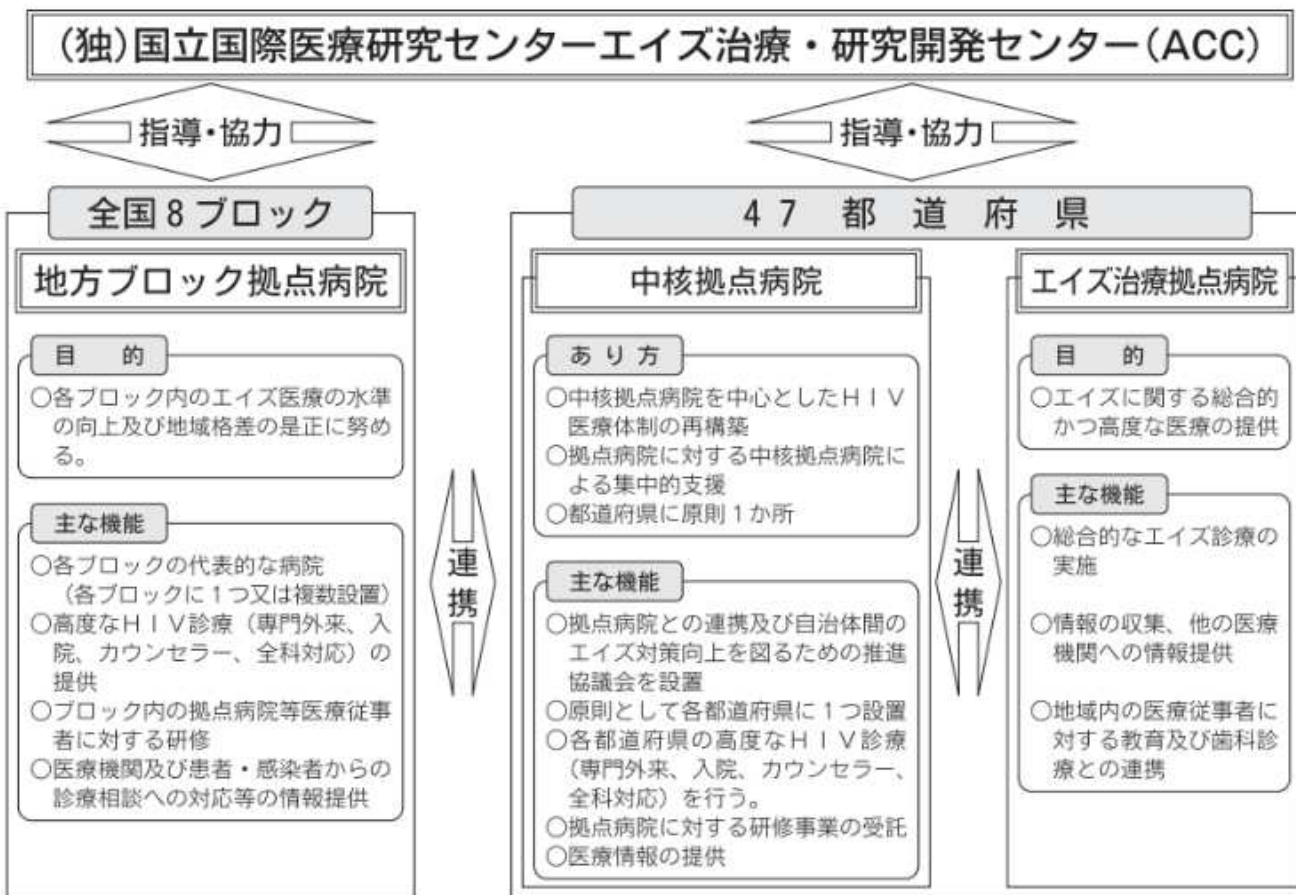 (独)国立国際医療研究センターエイズ治療・研究開発センター(ACC)
指導・協力
指導・協力
全国8ブロック
地方ブロック拠点病院
目　的
○各ブロック内のエイズ医療の水準
の向上及び地域格差の是正に努め
る。
主な機能
○各ブロックの代表的な病院
（各ブロックに1つ又は複数設置）
○高度なHIV診療（専門外来、入
院、カウンセラー、全科対応）の
提供
○ブロック内の拠点病院等医療従事
者に対する研修
○医療機関及び患者・感染者からの
診療相談への対応等の情報提供
連
携
47都道府県
中核拠点病院
あり方
○中核拠点病院を中心としたHIV
医療体制の再構築
○拠点病院に対する中核拠点病院に
よる集中的支援
○都道府県に原則1か所
主な機能
○拠点病院との連携及び自治体間の
エイズ対策向上を図るための推進
協議会を設置
○原則として各都道府県に1つ設置
○各都道府県の高度なHIV診療
（専門外来、入院、カウンセラー、
全科対応）を行う。
○拠点病院に対する研修事業の受託
○医療情報の提供
連
携
エイズ治療拠点病院
目　的
○エイズに関する総合的
かつ高度な医療の提供
主な機能
○総合的なエイズ診療の
実施
○情報の収集、他の医療
機関への情報提供
○地域内の医療従事者に
対する教育及び歯科診
療との連携